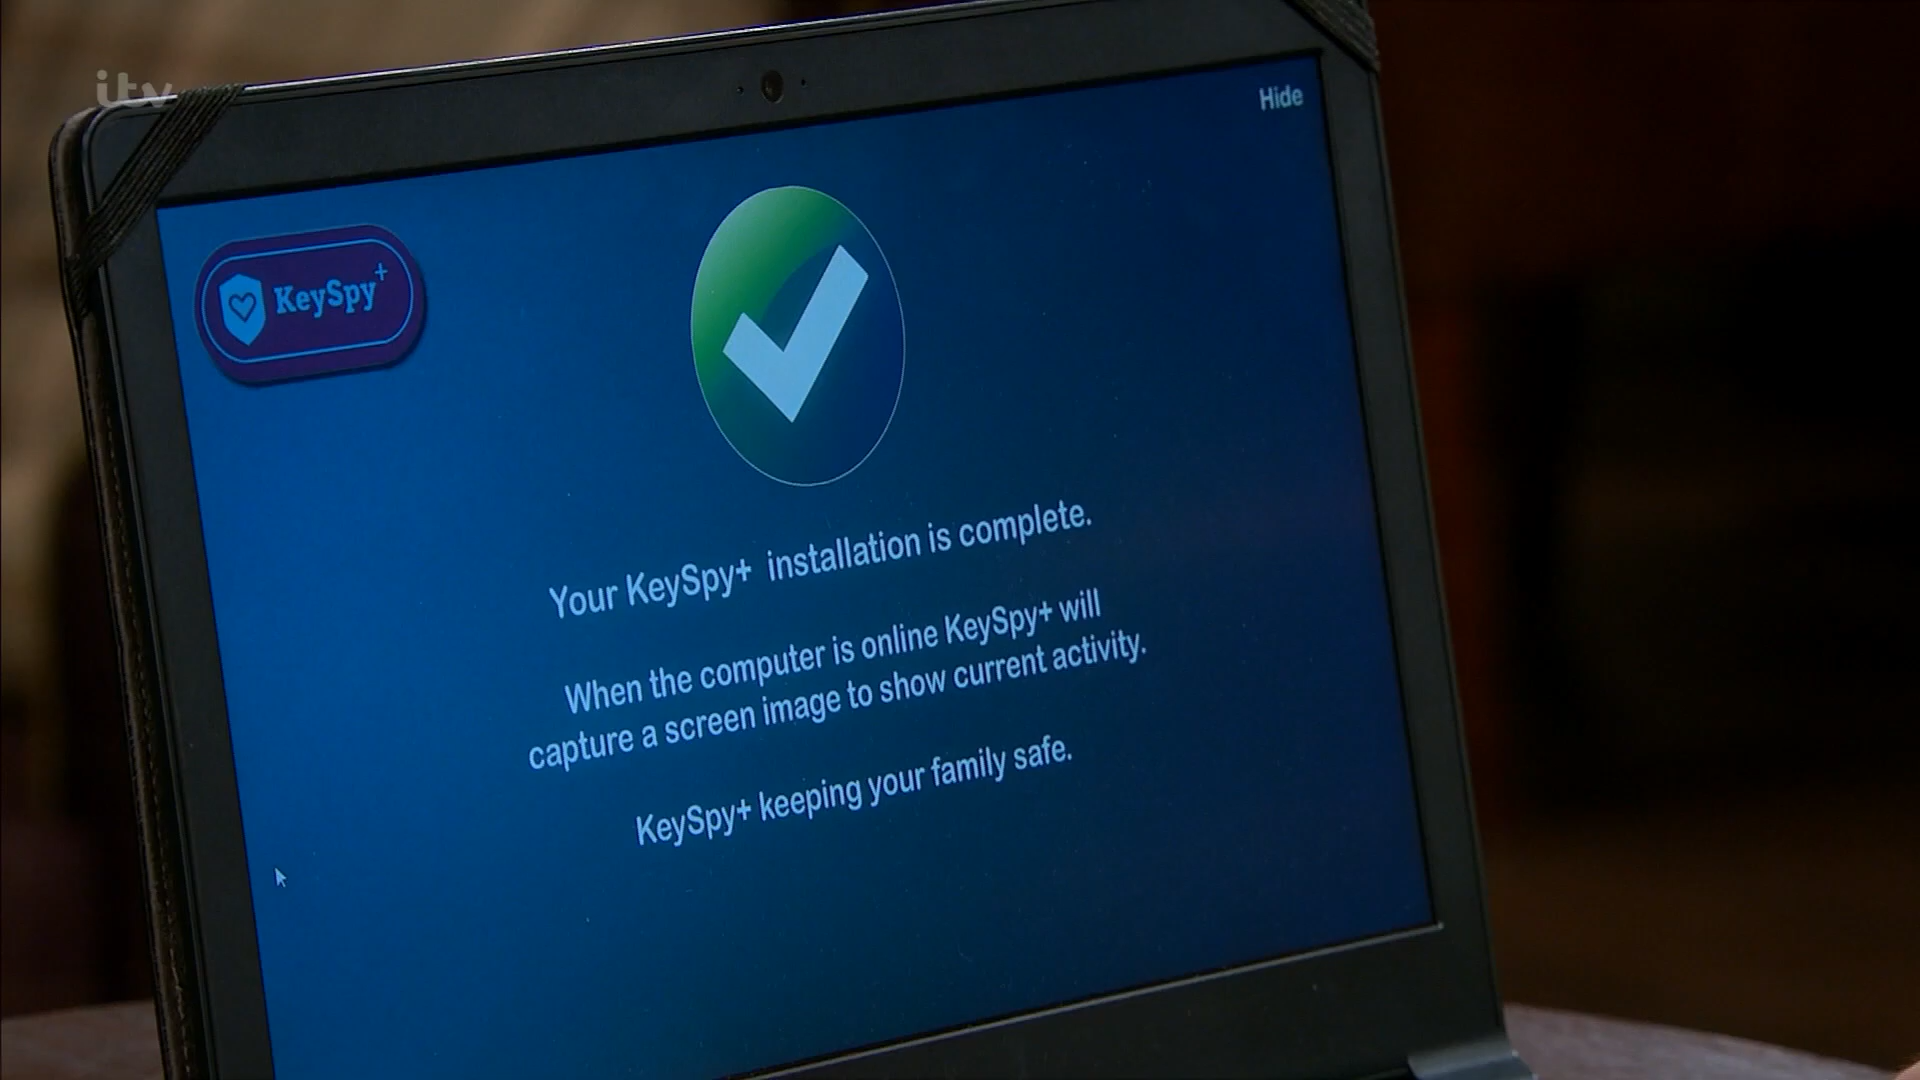 itv
Hide
KeySpy+
Your KeySpy+ installation is complete.
When the computer is online KeySpy+ will
capture a screen image to show current activity.
KeySpy+ keeping your family safe.